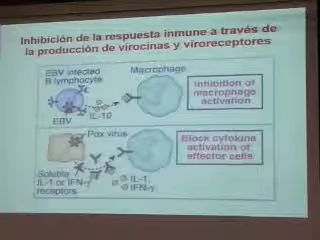 Inhibición de la respuesta inmune a través de
la producción de virocinas y viroreceptores
EBV infected
B lymphocyte
Macrophage
Inhibition of
macrophage
activation
IL-10
EBV
Pox virus
Block cytokine
activation of
effector cells
Soluble
IL-1 or IFN-γ
receptors
IL-1,
IFN-γ